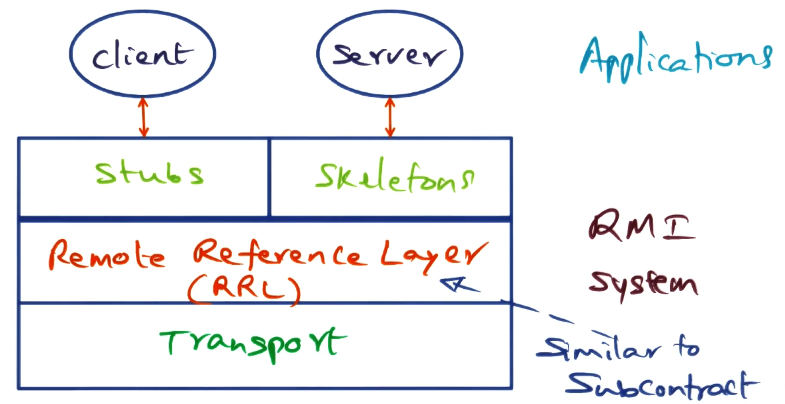 client
Server
Applications
Stubs
Skeletons
Remote Reference Layer
(RRL)
RMI
System
Transport
Similar to
Subcontract